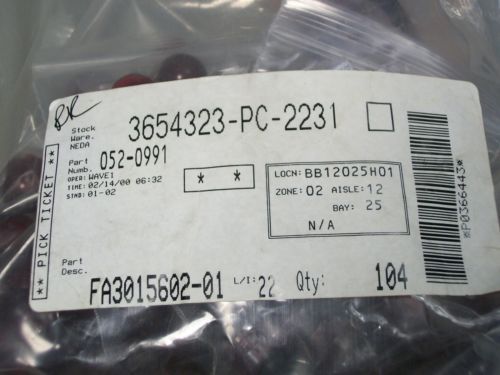 BR
** PICK TICKET **
Stock
Ware.
NEDA
3654323-PC-2231
Part
Numb.
052-0991
OPER: WAVE1
TIME: 02/14/00 06:32
STND: 01-02
* *
LOCN: BB12025H01
ZONE: 02 AISLE: 12
BAY: 25
N/A
*P0366443*
Part
Desc.
FA3015602-01
L/I: 22
Qty: 104